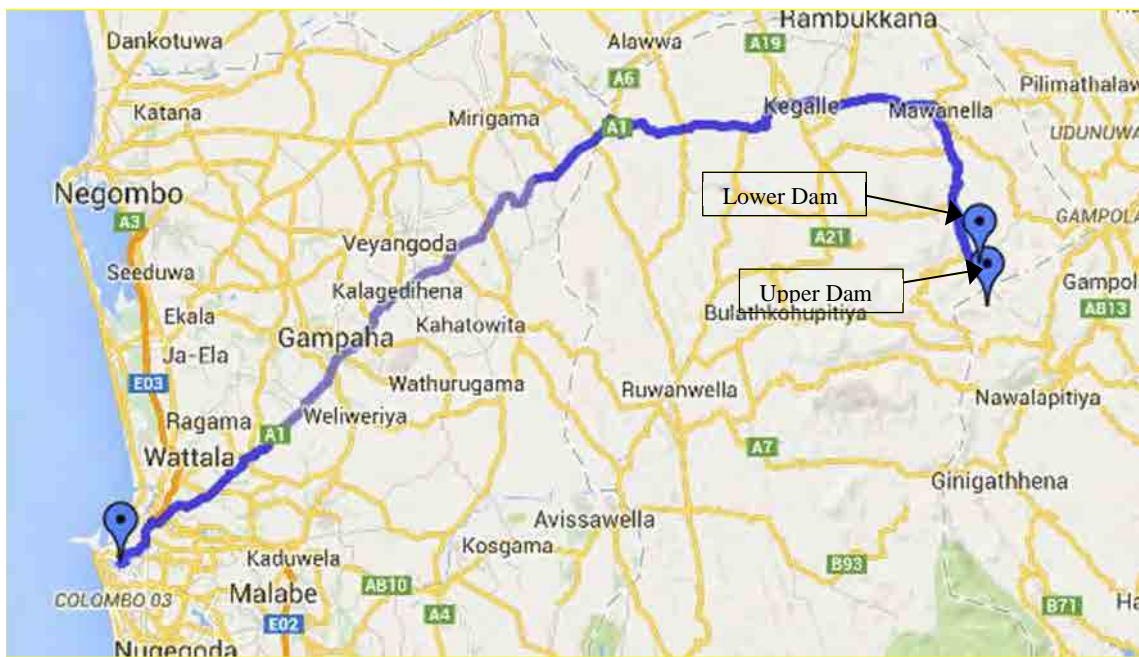 Rambukkana
Dankotuwa
Alawwa
A19
A6
Pilimathalaw
Katana
Mirigama
A1
Kegalle
Mawanella
UDUNUWA
Negombo
Lower Dam
A3
GAMPOLA
Veyangoda
A21
Seeduwa
Upper Dam
Gampol
Kalagedihena
Bulathkohupitiya
AB13
Ekala
Gampaha
Kahatowita
Ja-Ela
E03
Wathurugama
Ruwanwella
Nawalapitiya
Ragama
Weliweriya
A1
Wattala
A7
Ginigathhena
Avissawella
Kaduwela
Kosgama
B93
COLOMBO 03
Malabe
AB10
A4
E02
B71
Ha
Nugegoda